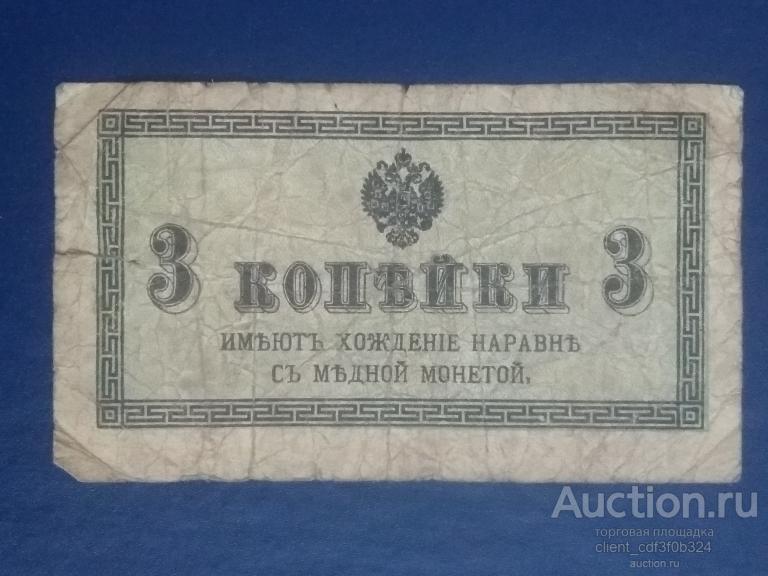 3 КОПѢЙКИ 3
ИМѢЮТЪ ХОЖДЕНІЕ НАРАВНѢ
СЪ МѢДНОЙ МОНЕТОЙ.
Auction.ru
торговая площадка
client_cdf3f0b324
auction.ru